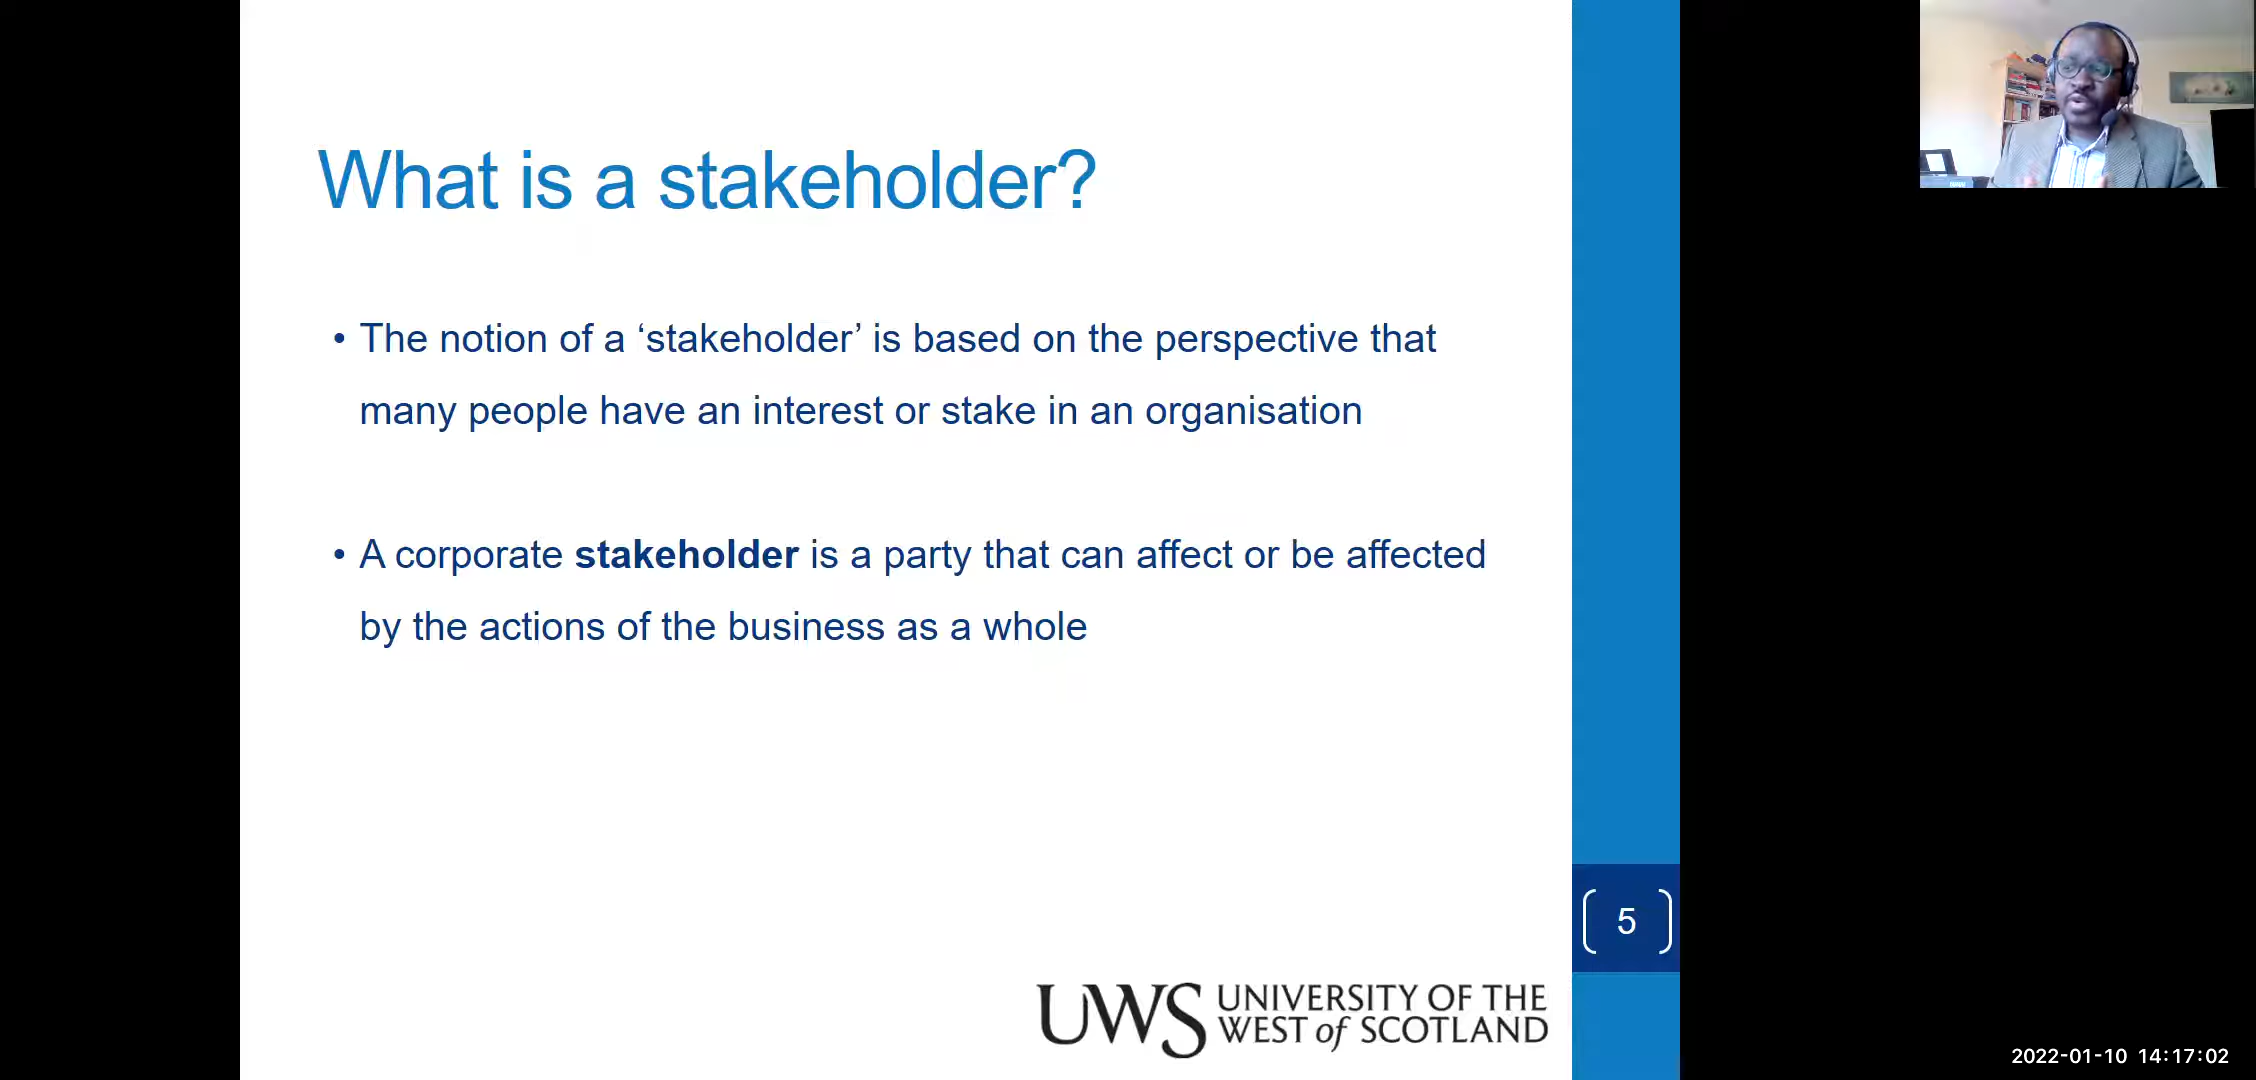 What is a stakeholder?
• The notion of a ‘stakeholder’ is based on the perspective that
many people have an interest or stake in an organisation
• A corporate stakeholder is a party that can affect or be affected
by the actions of the business as a whole
5
UWS UNIVERSITY OF THE
WEST of SCOTLAND
2022-01-10 14:17:02